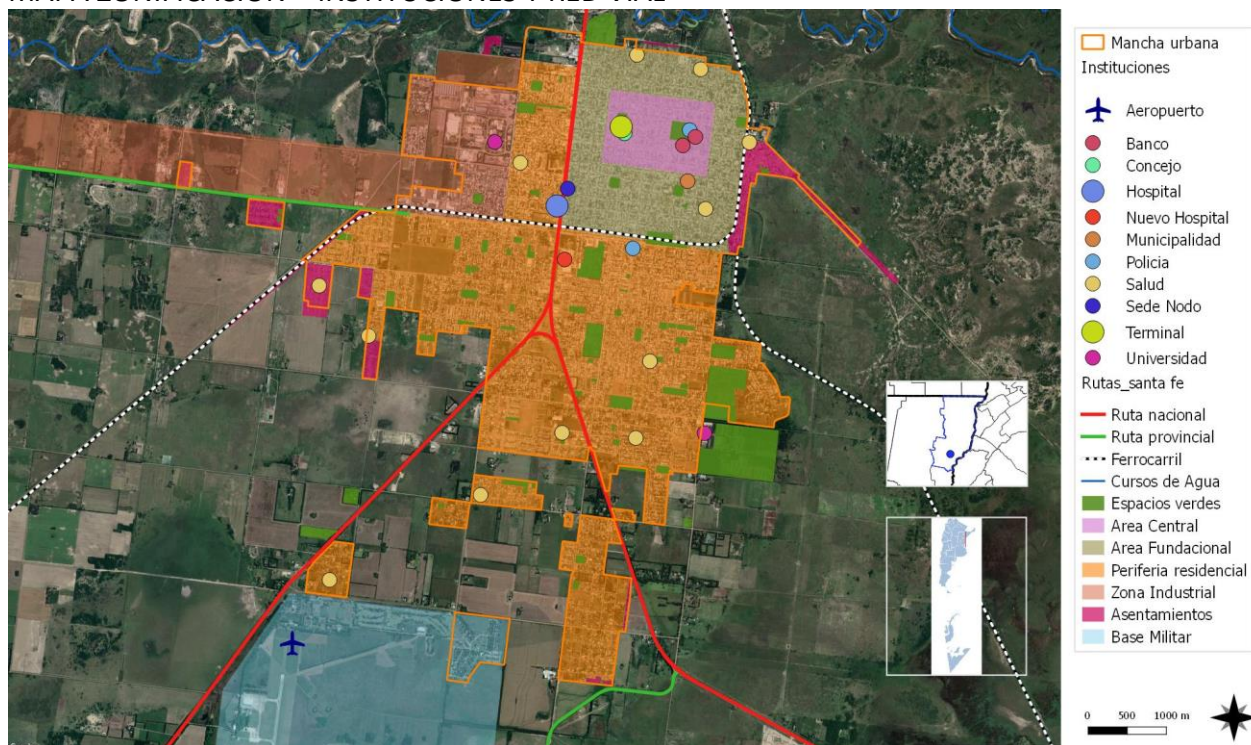 Mancha urbana
Instituciones
Aeropuerto
Banco
Concejo
Hospital
Nuevo Hospital
Municipalidad
Policia
Salud
Sede Nodo
Terminal
Universidad
Rutas_santa fe
Ruta nacional
Ruta provincial
Ferrocarril
Cursos de Agua
Espacios verdes
Area Central
Area Fundacional
Periferia residencial
Zona Industrial
Asentamientos
Base Militar
0 500 1000 m